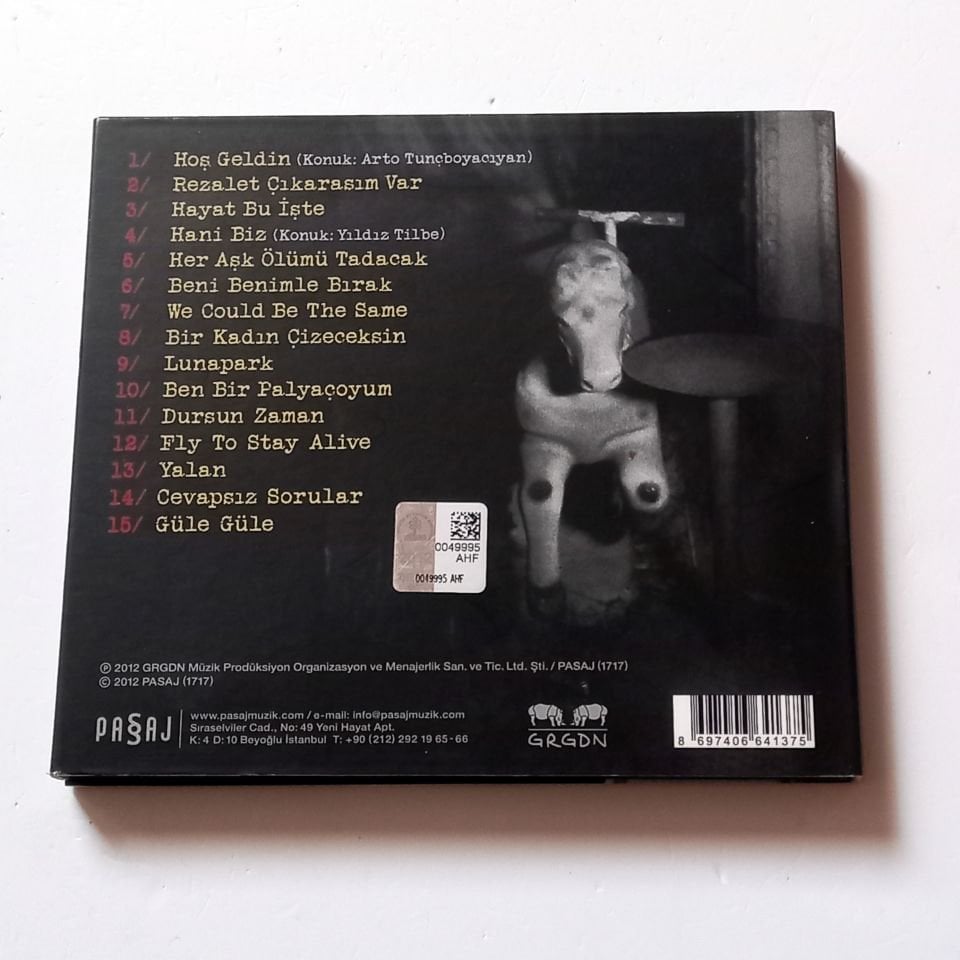 1/ Hoş Geldin (Konuk: Arto Tunçboyacıyan)
2/ Rezalet Çıkarasım Var
3/ Hayat Bu İşte
4/ Hani Biz (Konuk: Yıldız Tilbe)
5/ Her Aşk Ölümü Tadacak
6/ Beni Benimle Bırak
7/ We Could Be The Same
8/ Bir Kadın Çizeceksin
9/ Lunapark
10/ Ben Bir Palyaçoyum
11/ Dursun Zaman
12/ Fly To Stay Alive
13/ Yalan
14/ Cevapsız Sorular
15/ Güle Güle
0049995
AHF
0049995 AHF
℗ 2012 GRGDN Müzik Prodüksiyon Organizasyon ve Menajerlik San. ve Tic. Ltd. Şti. / PASAJ (1717)
© 2012 PASAJ (1717)
PASAJ
www.pasajmuzik.com / e-mail: info@pasajmuzik.com
Sıraselviler Cad., No: 49 Yeni Hayat Apt.
K: 4 D: 10 Beyoğlu İstanbul T: +90 (212) 292 19 65-66
GRGDN
8 697406 641375